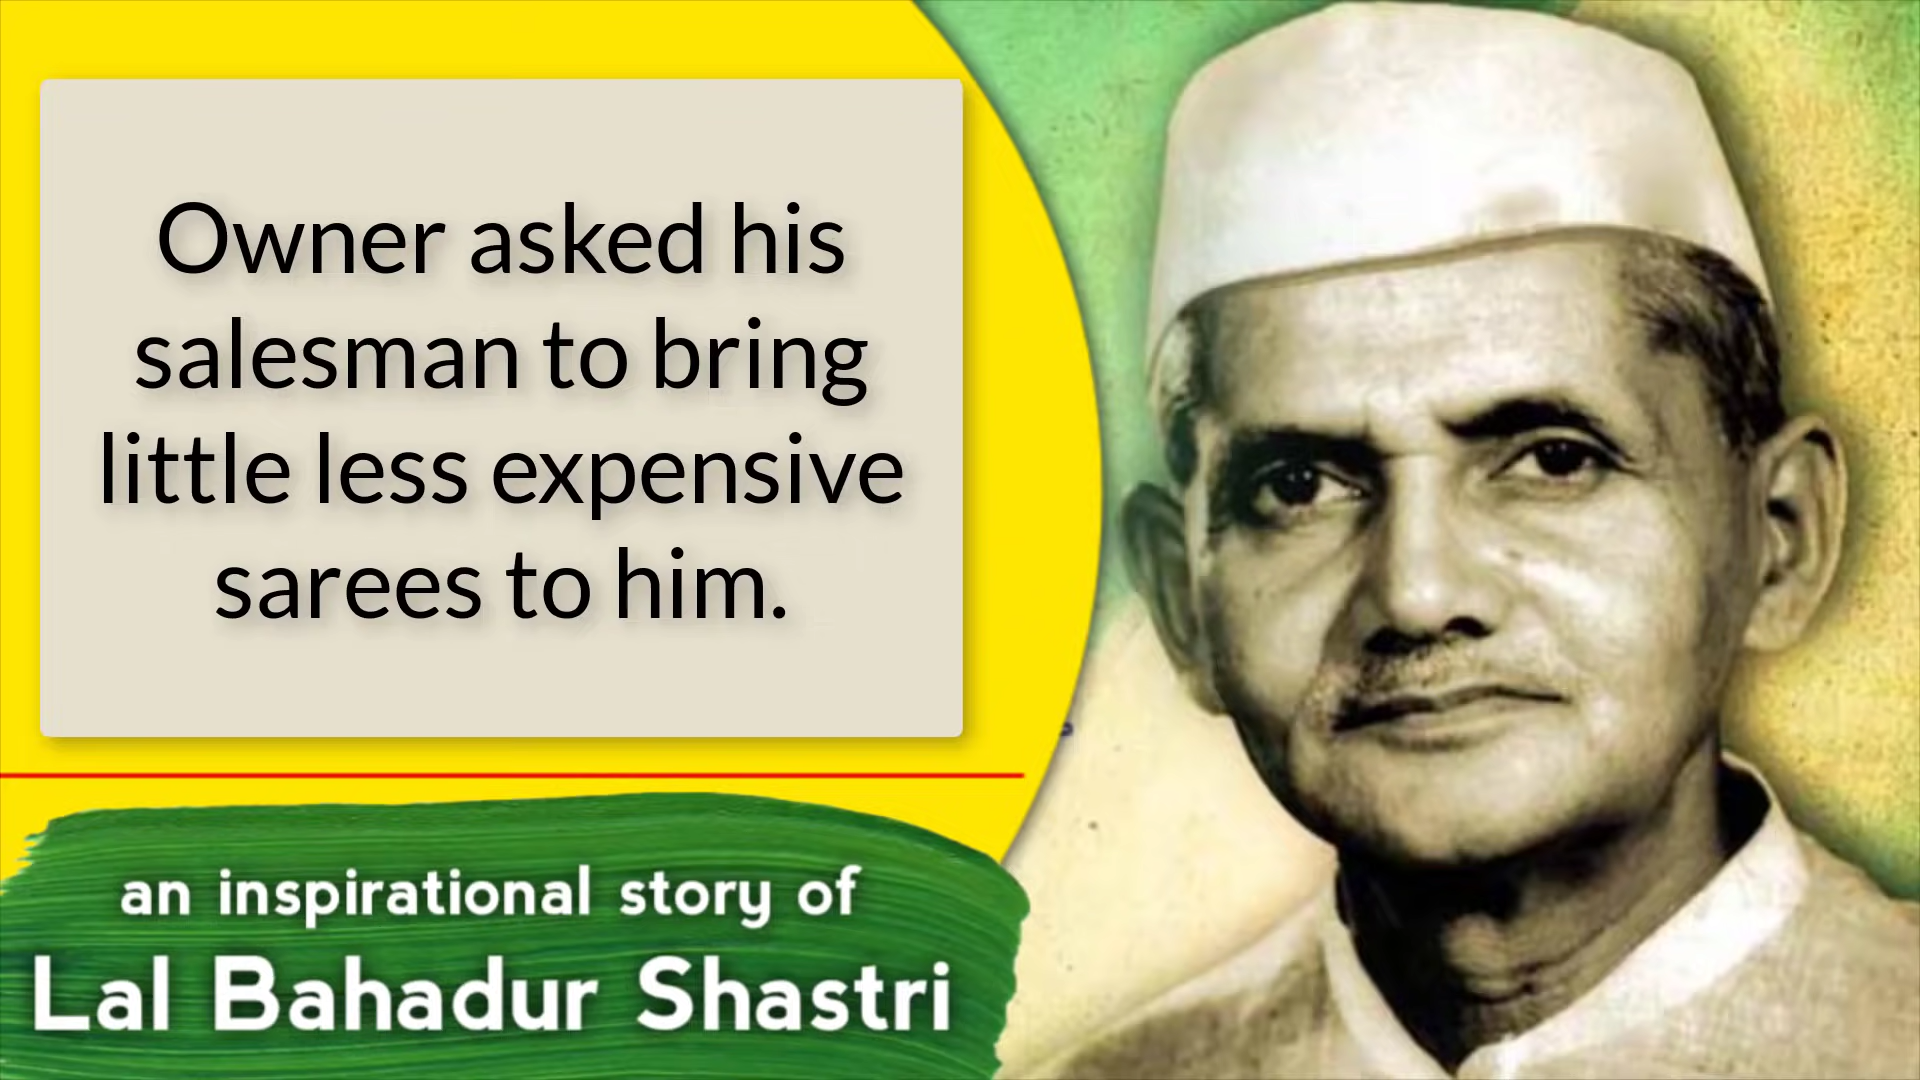 Owner asked his
salesman to bring
little less expensive
sarees to him.
an inspirational story of
Lal Bahadur Shastri